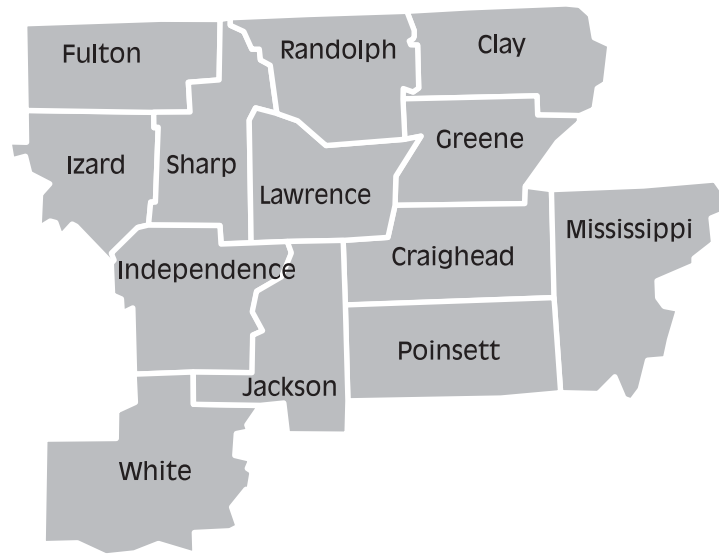 Fulton
Randolph
Clay
Izard
Sharp
Lawrence
Greene
Mississippi
Independence
Craighead
Poinsett
Jackson
White